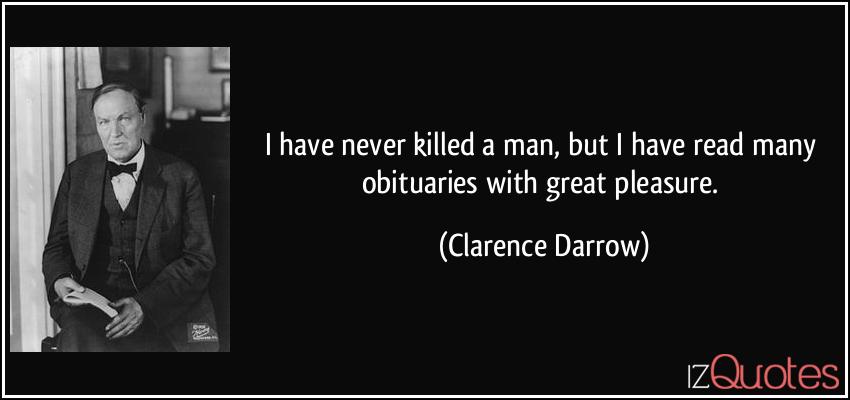 I have never killed a man, but I have read many
obituaries with great pleasure.
(Clarence Darrow)
IZQuotes